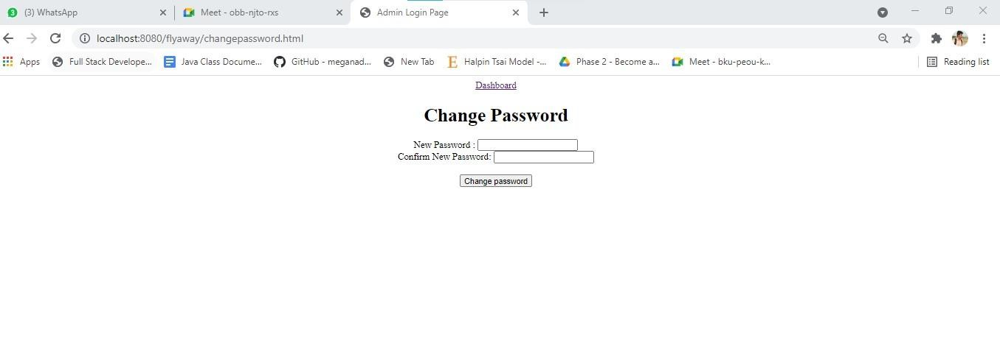 3 (3) WhatsApp Meet - obb-njto-rxs Admin Login Page
localhost:8080/flyaway/changepassword.html
Apps Full Stack Develope... Java Class Docume... GitHub - meganad... New Tab E Halpin Tsai Model -... Phase 2 - Become a... Meet - bku-peou-k... Reading list
Dashboard
Change Password
New Password :
Confirm New Password:
Change password